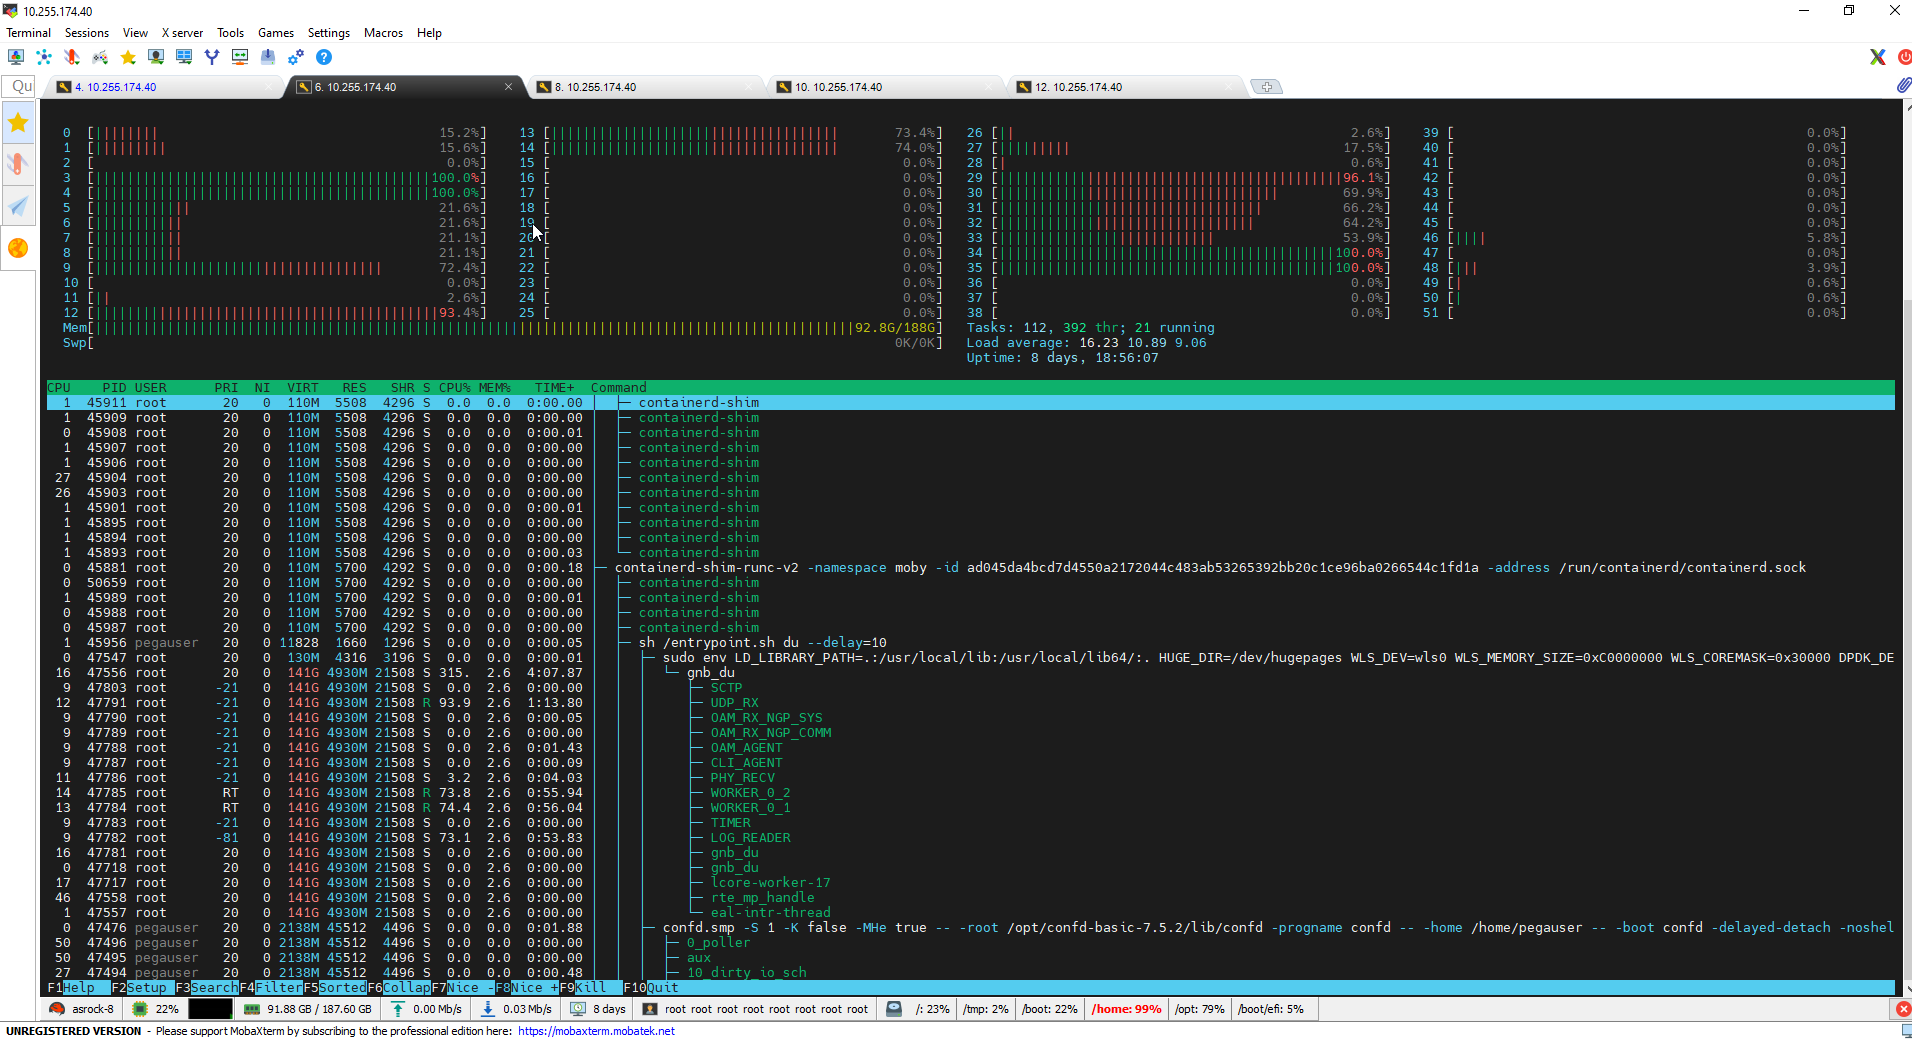 10.255.174.40
Terminal Sessions View X server Tools Games Settings Macros Help
Qu 4. 10.255.174.40 6. 10.255.174.40 8. 10.255.174.40 10. 10.255.174.40 12. 10.255.174.40
0 [ 15.2%] 13 [ 73.4%] 26 [ 2.6%] 39 [ 0.0%]
1 [ 15.6%] 14 [ 74.0%] 27 [ 17.5%] 40 [ 0.0%]
2 [ 0.0%] 15 [ 0.0%] 28 [ 0.6%] 41 [ 0.0%]
3 [ 100.0%] 16 [ 0.0%] 29 [ 96.1%] 42 [ 0.0%]
4 [ 100.0%] 17 [ 0.0%] 30 [ 69.9%] 43 [ 0.0%]
5 [ 21.6%] 18 [ 0.0%] 31 [ 66.2%] 44 [ 0.0%]
6 [ 21.6%] 19 [ 0.0%] 32 [ 64.2%] 45 [ 0.0%]
7 [ 21.1%] 20 [ 0.0%] 33 [ 53.9%] 46 [ 5.8%]
8 [ 21.1%] 21 [ 0.0%] 34 [ 100.0%] 47 [ 0.0%]
9 [ 72.4%] 22 [ 0.0%] 35 [ 100.0%] 48 [ 3.9%]
10 [ 0.0%] 23 [ 0.0%] 36 [ 0.0%] 49 [ 0.6%]
11 [ 2.6%] 24 [ 0.0%] 37 [ 0.0%] 50 [ 0.6%]
12 [ 93.4%] 25 [ 0.0%] 38 [ 0.0%] 51 [ 0.0%]
Mem[ 92.8G/188G] Tasks: 112, 392 thr; 21 running
Swp[ 0K/0K] Load average: 16.23 10.89 9.06
Uptime: 8 days, 18:56:07
CPU PID USER PRI NI VIRT RES SHR S CPU% MEM% TIME+ Command
1 45911 root 20 0 110M 5508 4296 S 0.0 0.0 0:00.00 containerd-shim
1 45909 root 20 0 110M 5508 4296 S 0.0 0.0 0:00.00 containerd-shim
0 45908 root 20 0 110M 5508 4296 S 0.0 0.0 0:00.01 containerd-shim
1 45907 root 20 0 110M 5508 4296 S 0.0 0.0 0:00.00 containerd-shim
1 45906 root 20 0 110M 5508 4296 S 0.0 0.0 0:00.00 containerd-shim
27 45904 root 20 0 110M 5508 4296 S 0.0 0.0 0:00.00 containerd-shim
26 45903 root 20 0 110M 5508 4296 S 0.0 0.0 0:00.00 containerd-shim
1 45901 root 20 0 110M 5508 4296 S 0.0 0.0 0:00.01 containerd-shim
1 45895 root 20 0 110M 5508 4296 S 0.0 0.0 0:00.00 containerd-shim
1 45894 root 20 0 110M 5508 4296 S 0.0 0.0 0:00.00 containerd-shim
1 45893 root 20 0 110M 5508 4296 S 0.0 0.0 0:00.03 containerd-shim
0 45881 root 20 0 110M 5700 4292 S 0.0 0.0 0:00.18 containerd-shim-runc-v2 -namespace moby -id ad045da4bcd7d4550a2172044c483ab53265392bb20c1ce96ba0266544c1fd1a -address /run/containerd/containerd.sock
0 50659 root 20 0 110M 5700 4292 S 0.0 0.0 0:00.00 containerd-shim
1 45989 root 20 0 110M 5700 4292 S 0.0 0.0 0:00.01 containerd-shim
0 45988 root 20 0 110M 5700 4292 S 0.0 0.0 0:00.00 containerd-shim
0 45987 root 20 0 110M 5700 4292 S 0.0 0.0 0:00.00 containerd-shim
1 45956 pegauser 20 0 11828 1660 1296 S 0.0 0.0 0:00.05 sh /entrypoint.sh du --delay=10
0 47547 root 20 0 130M 4316 3196 S 0.0 0.0 0:00.01 sudo env LD_LIBRARY_PATH=.:/usr/local/lib:/usr/local/lib64/:. HUGE_DIR=/dev/hugepages WLS_DEV=wls0 WLS_MEMORY_SIZE=0xC0000000 WLS_COREMASK=0x30000 DPDK_DE
16 47556 root 20 0 141G 4930M 21508 S 315. 2.6 4:07.87 gnb_du
9 47803 root -21 0 141G 4930M 21508 S 0.0 2.6 0:00.00 SCTP
12 47791 root -21 0 141G 4930M 21508 R 93.9 2.6 1:13.80 UDP_RX
9 47790 root -21 0 141G 4930M 21508 S 0.0 2.6 0:00.05 OAM_RX_NGP_SYS
9 47789 root -21 0 141G 4930M 21508 S 0.0 2.6 0:00.00 OAM_RX_NGP_COMM
9 47788 root -21 0 141G 4930M 21508 S 0.0 2.6 0:01.43 OAM_AGENT
9 47787 root -21 0 141G 4930M 21508 S 0.0 2.6 0:00.09 CLI_AGENT
11 47786 root -21 0 141G 4930M 21508 S 3.2 2.6 0:04.03 PHY_RECV
14 47785 root RT 0 141G 4930M 21508 R 73.8 2.6 0:55.94 WORKER_0_2
13 47784 root RT 0 141G 4930M 21508 R 74.4 2.6 0:56.04 WORKER_0_1
9 47783 root -21 0 141G 4930M 21508 S 0.0 2.6 0:00.00 TIMER
9 47782 root -81 0 141G 4930M 21508 S 73.1 2.6 0:53.83 LOG_READER
16 47781 root 20 0 141G 4930M 21508 S 0.0 2.6 0:00.00 gnb_du
0 47718 root 20 0 141G 4930M 21508 S 0.0 2.6 0:00.00 gnb_du
17 47717 root 20 0 141G 4930M 21508 S 0.0 2.6 0:00.00 lcore-worker-17
46 47558 root 20 0 141G 4930M 21508 S 0.0 2.6 0:00.00 rte_mp_handle
1 47557 root 20 0 141G 4930M 21508 S 0.0 2.6 0:00.00 eal-intr-thread
0 47476 pegauser 20 0 2138M 45512 4496 S 0.0 0.0 0:01.88 confd.smp -S 1 -K false -MHe true -- -root /opt/confd-basic-7.5.2/lib/confd -progname confd -- -home /home/pegauser -- -boot confd -delayed-detach -noshel
50 47496 pegauser 20 0 2138M 45512 4496 S 0.0 0.0 0:00.00 0_poller
50 47495 pegauser 20 0 2138M 45512 4496 S 0.0 0.0 0:00.00 aux
27 47494 pegauser 20 0 2138M 45512 4496 S 0.0 0.0 0:00.48 10_dirty_io_sch
F1Help F2Setup F3SearchF4FilterF5SortedF6CollapF7Nice -F8Nice +F9Kill F10Quit
asrock-8 22% 91.88 GB / 187.60 GB 0.00 Mb/s 0.03 Mb/s 8 days root root root root root root root root /: 23% /tmp: 2% /boot: 22% /home: 99% /opt: 79% /boot/efi: 5%
UNREGISTERED VERSION - Please support MobaXterm by subscribing to the professional edition here: https://mobaxterm.mobatek.net